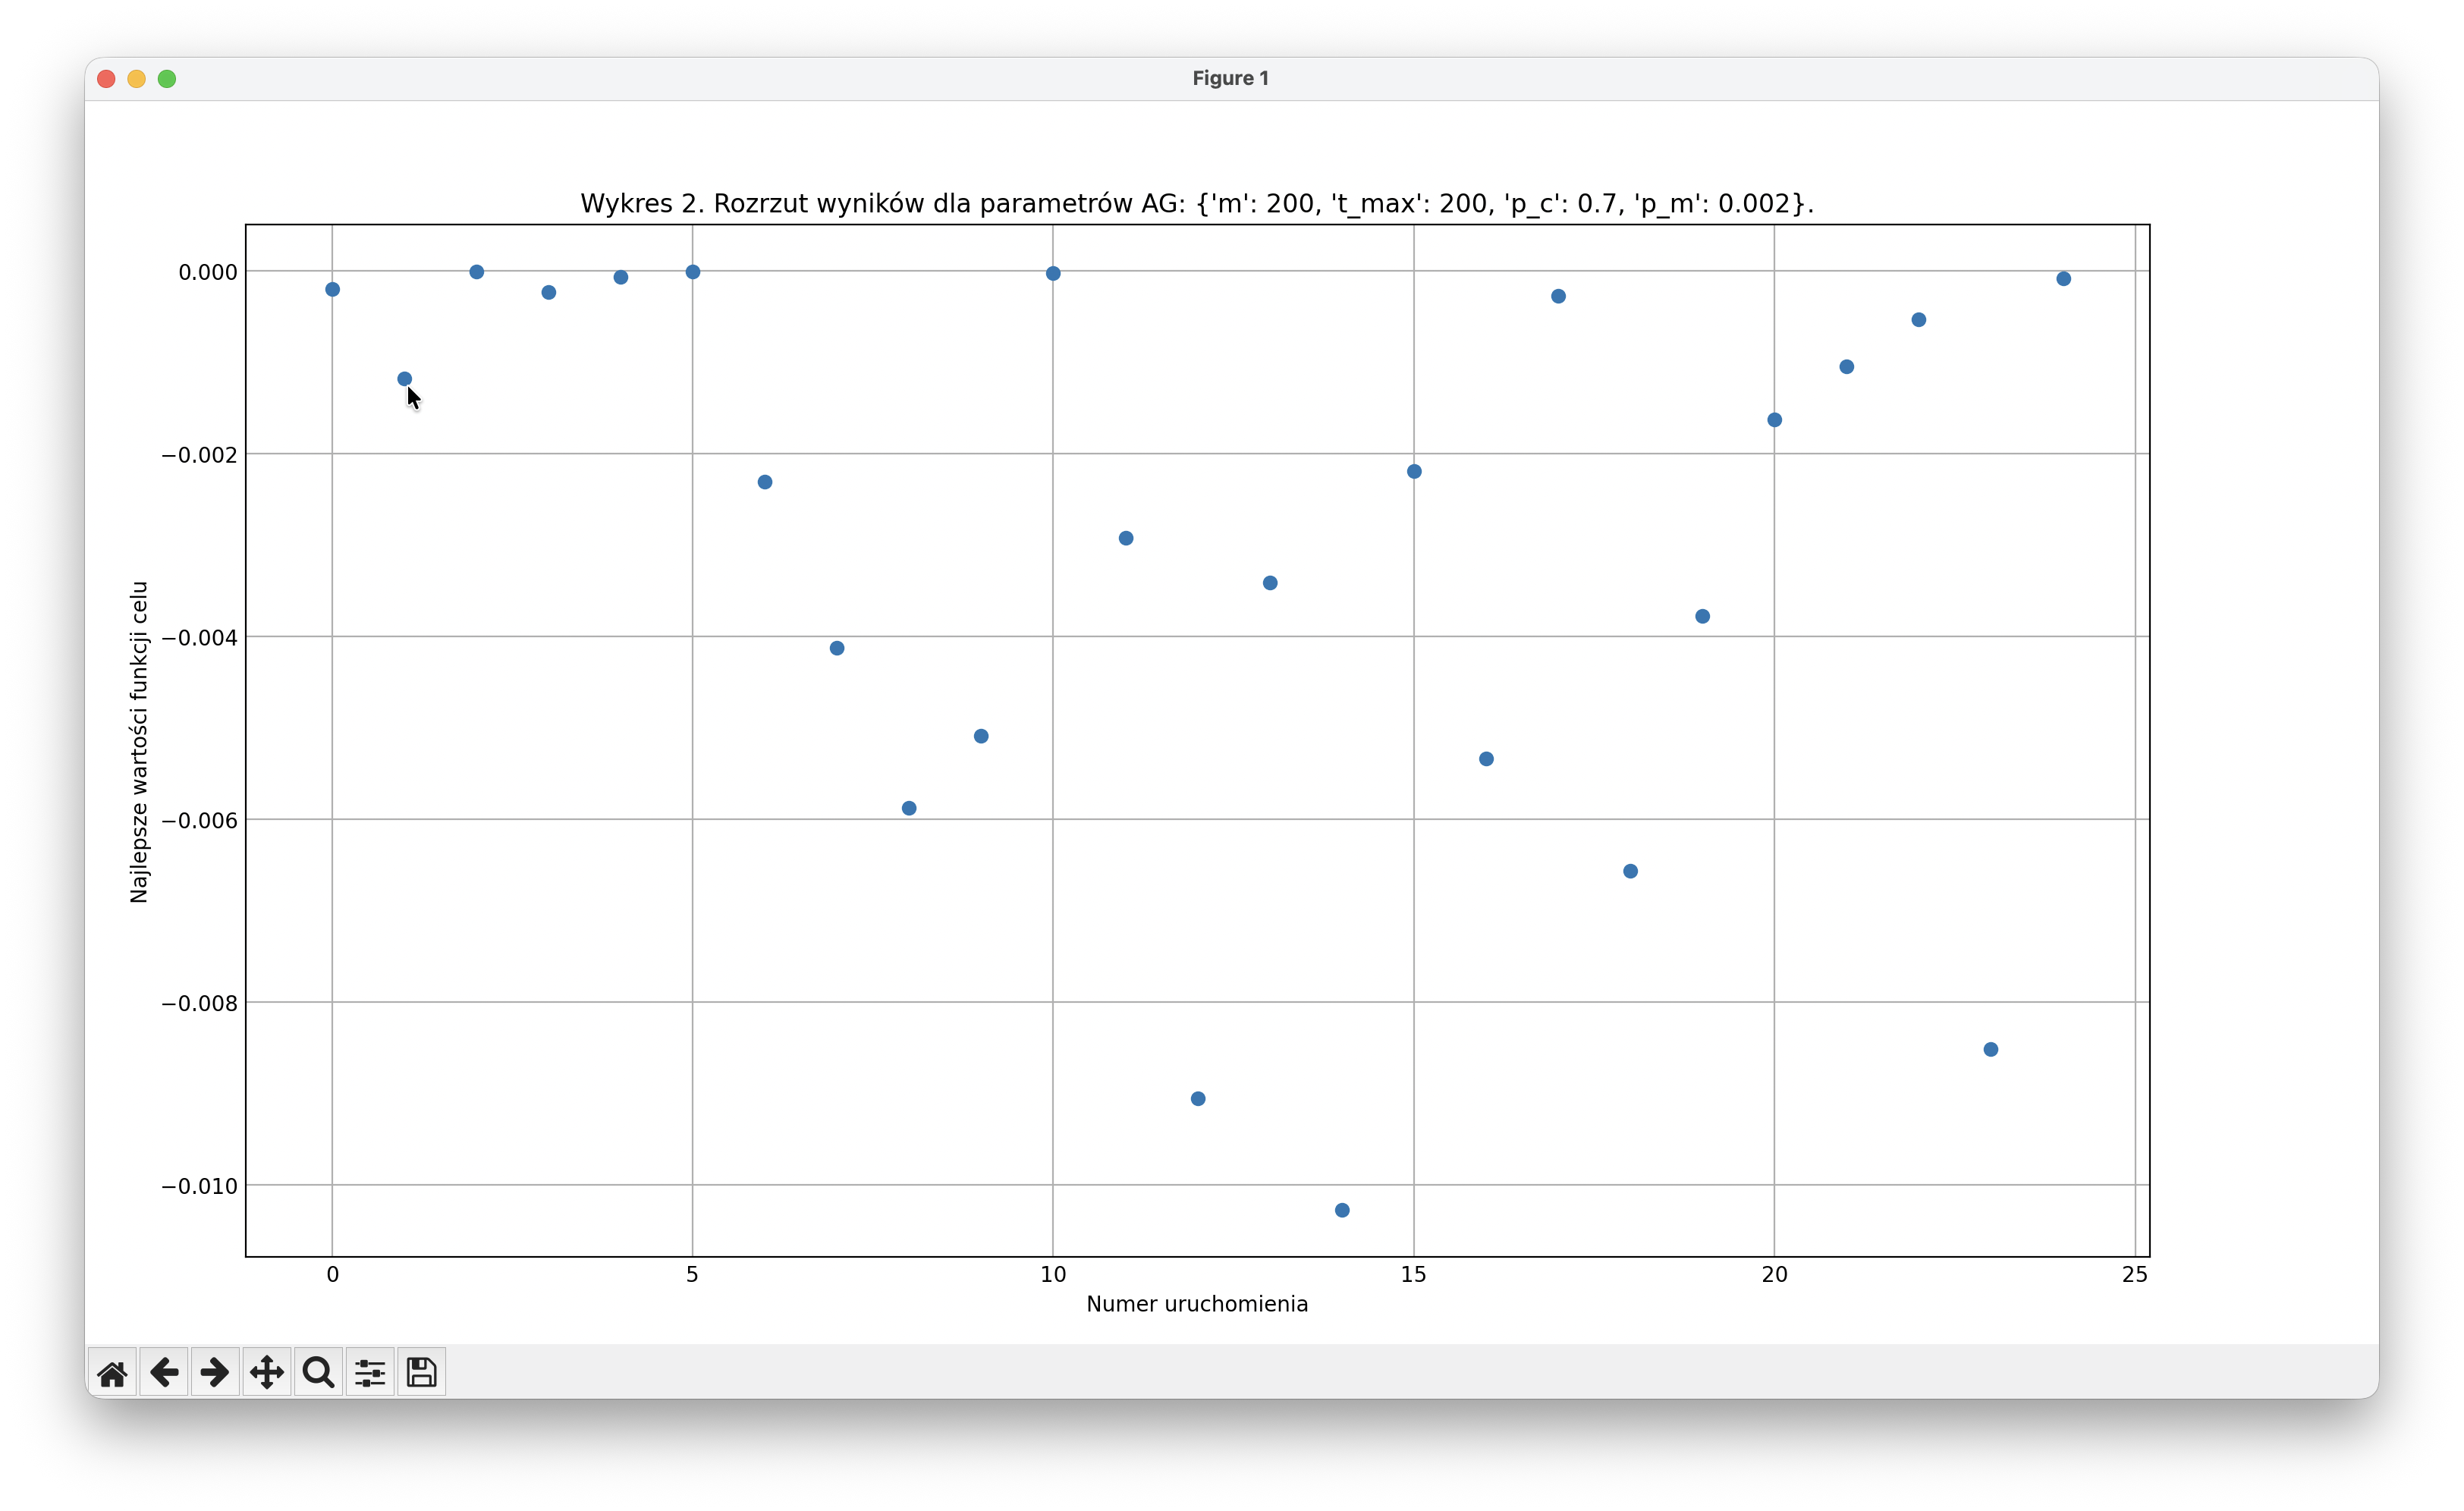 Figure 1
Wykres 2. Rozrzut wyników dla parametrów AG: {'m': 200, 't_max': 200, 'p_c': 0.7, 'p_m': 0.002}.
0.000
−0.002
−0.004
−0.006
−0.008
−0.010
Najlepsze wartości funkcji celu
0 5 10 15 20 25
Numer uruchomienia